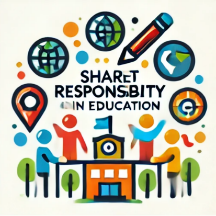 SHARET
RESPONSBITY
IN EDUCATION